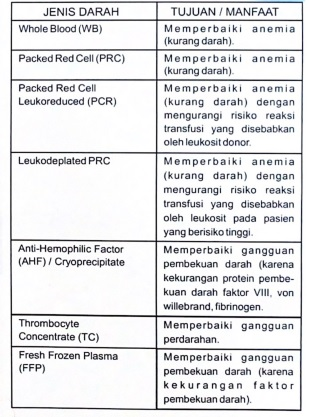 JENIS DARAH
TUJUAN / MANFAAT
Whole Blood (WB)
Memperbaiki anemia
(kurang darah).
Packed Red Cell (PRC)
Memperbaiki anemia
(kurang darah).
Packed Red Cell
Leukoreduced (PCR)
Memperbaiki anemia
(kurang darah) dengan
mengurangi risiko reaksi
transfusi yang disebabkan
oleh leukosit donor.
Leukodeplated PRC
Memperbaiki anemia
(kurang darah) dengan
mengurangi risiko reaksi
transfusi yang disebabkan
oleh leukosit pada pasien
yang berisiko tinggi.
Anti-Hemophilic Factor
(AHF) / Cryoprecipitate
Memperbaiki gangguan
pembekuan darah (karena
kekurangan protein pembe-
kuan darah faktor VIII, von
willebrand, fibrinogen.
Thrombocyte
Concentrate (TC)
Memperbaiki gangguan
perdarahan.
Fresh Frozen Plasma
(FFP)
Memperbaiki gangguan
pembekuan darah (karena
kekurangan faktor
pembekuan darah).